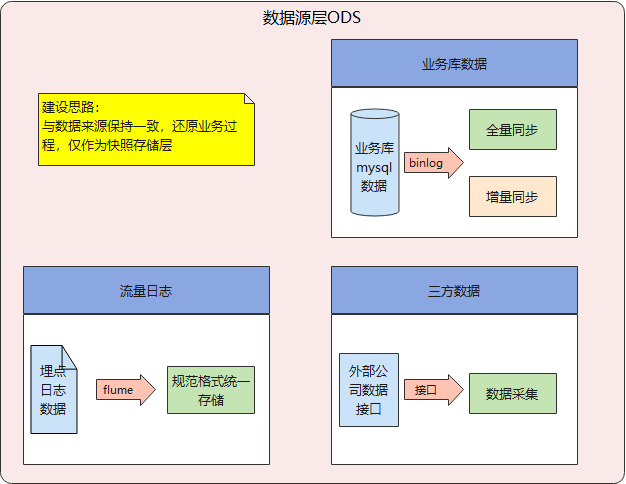 数据源层ODS
建设思路：
与数据来源保持一致，还原业务过
程，仅作为快照存储层
业务库数据
业务库
mysql
数据
binlog
全量同步
增量同步
流量日志
埋点
日志
数据
flume
规范格式统一
存储
三方数据
外部公
司数据
接口
接口
数据采集